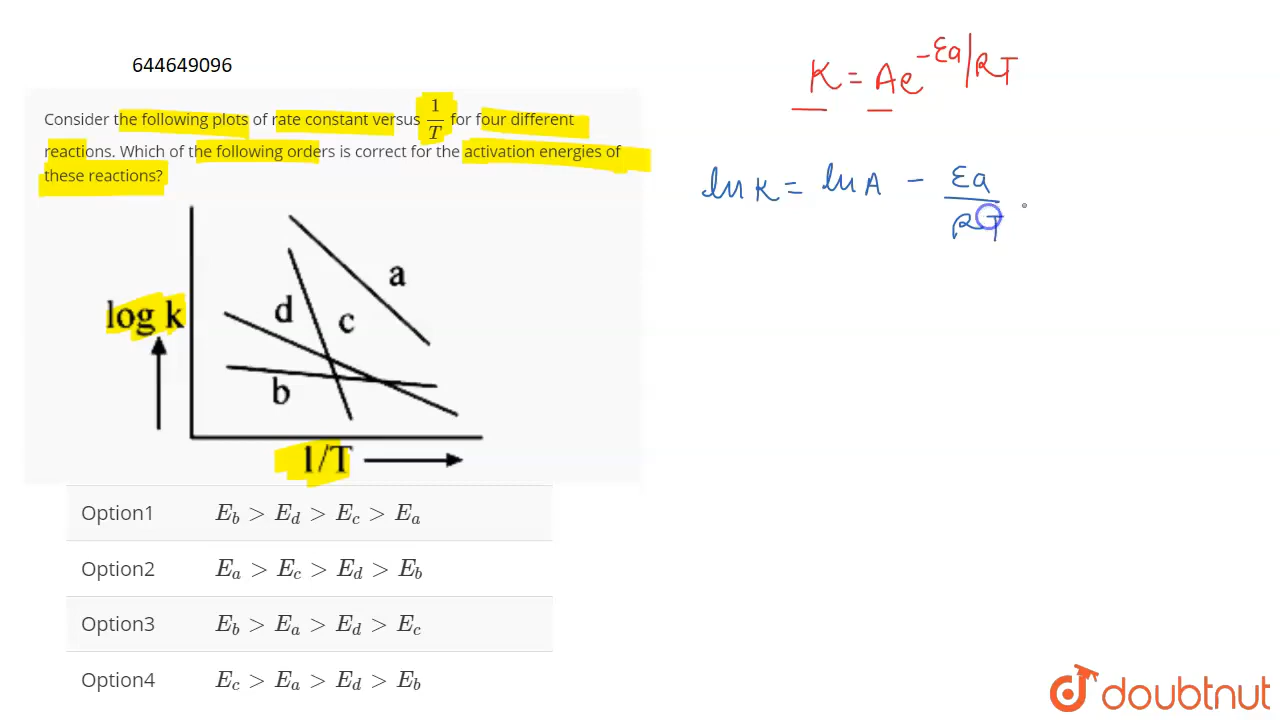 644649096
Consider the following plots of rate constant versus 1/T for four different
reactions. Which of the following orders is correct for the activation energies of
these reactions?
log k
a
d
c
b
1/T
Option1 E_b > E_d > E_c > E_a
Option2 E_a > E_c > E_d > E_b
Option3 E_b > E_a > E_d > E_c
Option4 E_c > E_a > E_d > E_b
K = Ae^-Ea/RT
ln K = ln A - Ea/RT
doubtnut